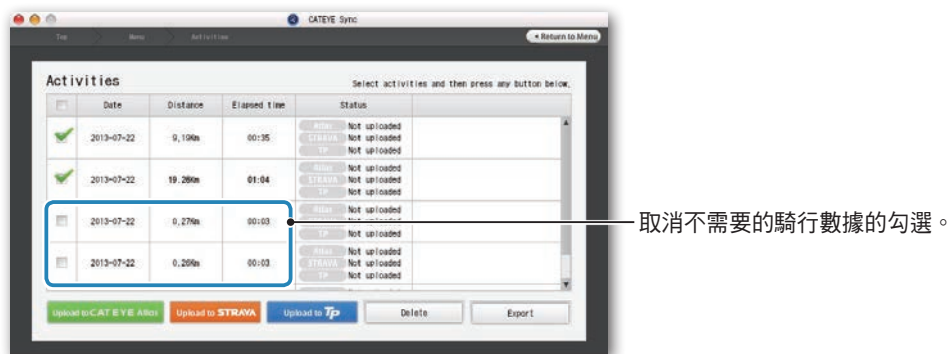 CATEYE Sync
Top Menu Activities
Return to Menu
Activities
Select activities and then press any button below.
Date Distance Elapsed time Status
2013-07-22 9.19Km 00:35
Atlas Not uploaded
STRAVA Not uploaded
TP Not uploaded
2013-07-22 19.26Km 01:04
Atlas Not uploaded
STRAVA Not uploaded
TP Not uploaded
2013-07-22 0.27Km 00:03
Atlas Not uploaded
TP Not uploaded
取消不需要的騎行數據的勾選。
2013-07-22 0.26Km 00:03
Atlas Not uploaded
STRAVA Not uploaded
TP Not uploaded
Upload to CATEYE Atlas Upload to STRAVA Upload to Tp Delete Export